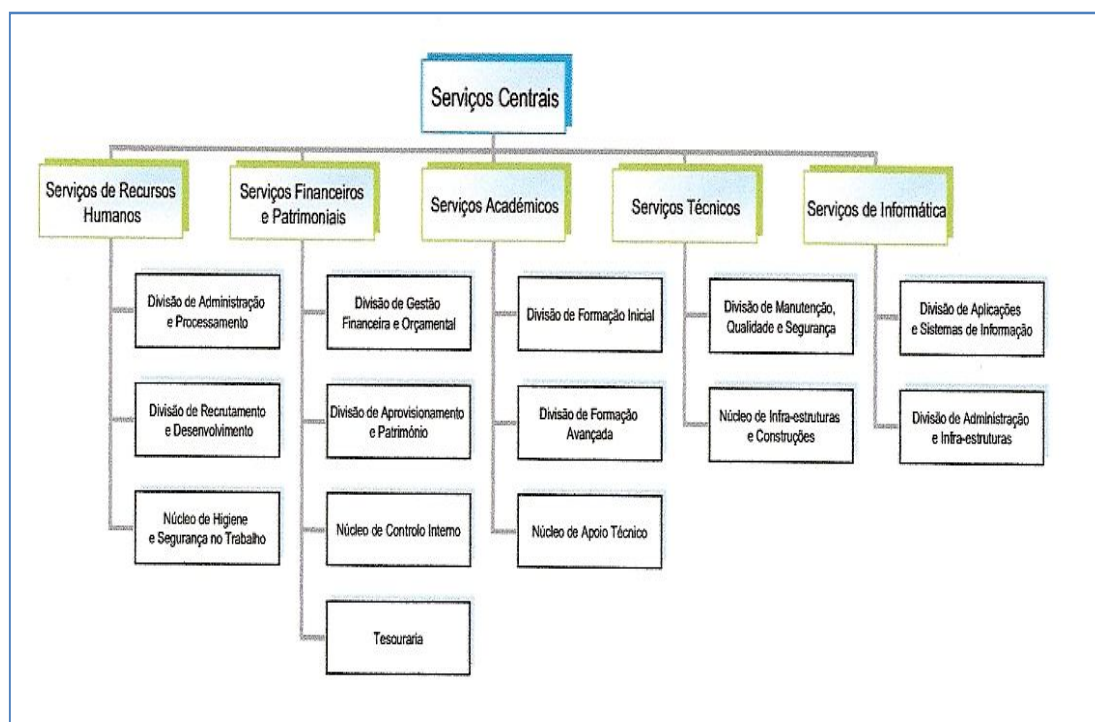 Serviços Centrais
Serviços de Recursos
Humanos
Serviços Financeiros
e Patrimoniais
Serviços Académicos
Serviços Técnicos
Serviços de Informática
Divisão de Administração
e Processamento
Divisão de Gestão
Financeira e Orçamental
Divisão de Formação Inicial
Divisão de Manutenção,
Qualidade e Segurança
Divisão de Aplicações
e Sistemas de Informação
Divisão de Recrutamento
e Desenvolvimento
Divisão de Aprovisionamento
e Património
Divisão de Formação
Avançada
Núcleo de Infra-estruturas
e Construções
Divisão de Administração
e Infra-estruturas
Núcleo de Higiene
e Segurança no Trabalho
Núcleo de Controlo Interno
Núcleo de Apoio Técnico
Tesouraria